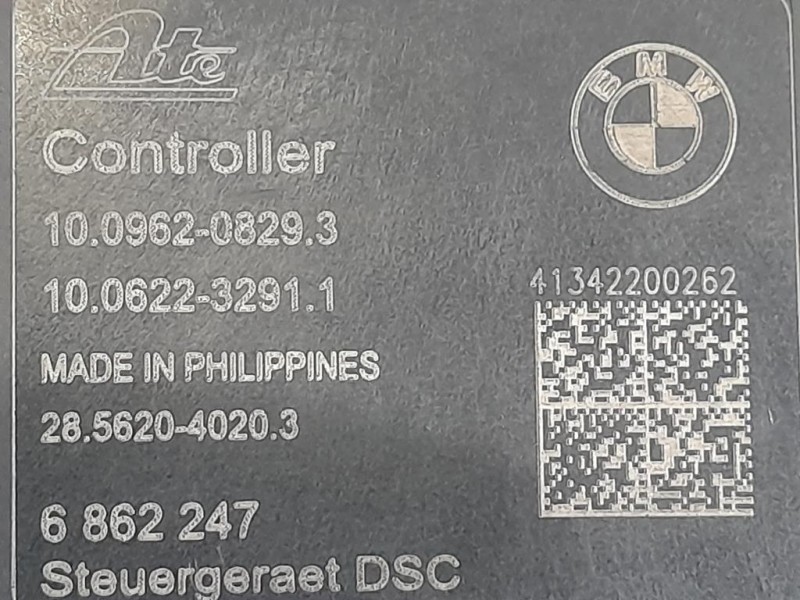 Ate
BMW
Controller
10.0962-0829.3
10.0622-3291.1
41342200262
MADE IN PHILIPPINES
28.5620-4020.3
6 862 247
Steuergeraet DSC